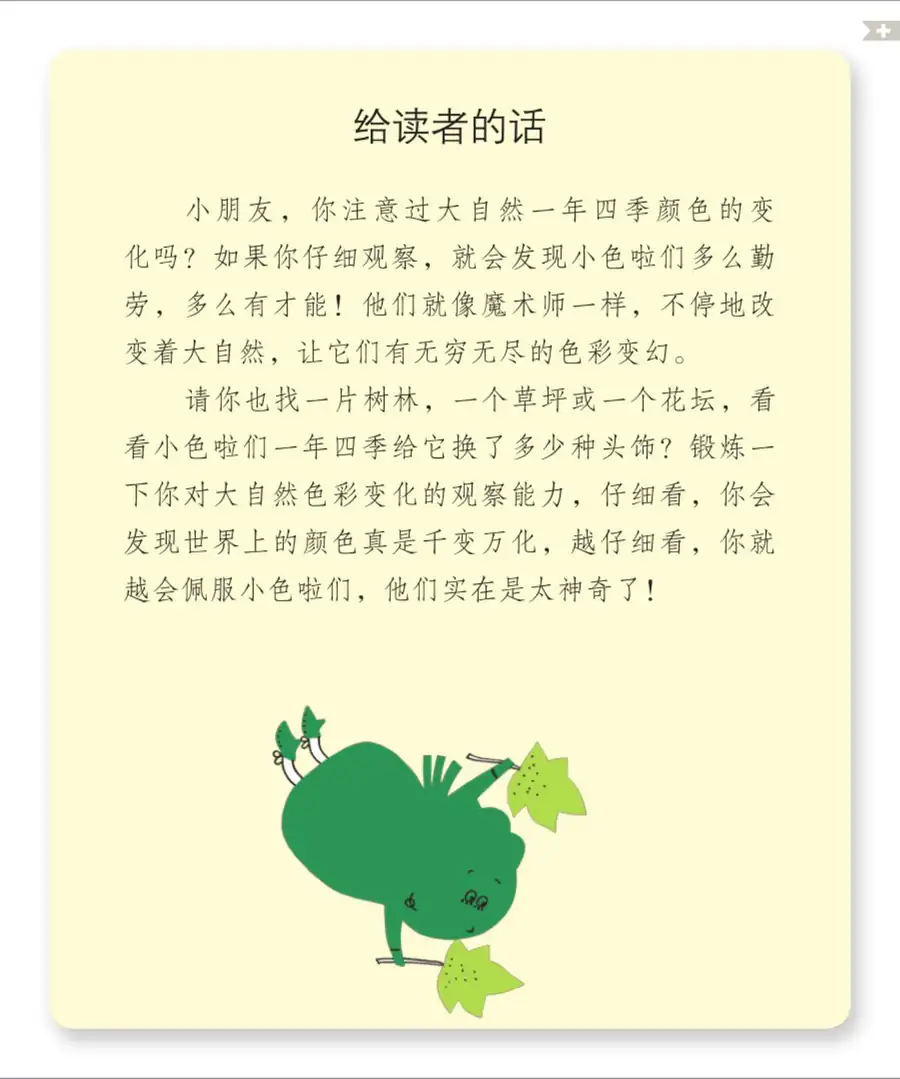 给读者的话
小朋友，你注意过大自然一年四季颜色的变
化吗？如果你仔细观察，就会发现小色啦们多么勤
劳，多么有才能！他们就像魔术师一样，不停地改
变着大自然，让它们有无穷无尽的色彩变幻。
请你也找一片树林，一个草坪或一个花坛，看
看小色啦们一年四季给它换了多少种头饰？锻炼一
下你对大自然色彩变化的观察能力，仔细看，你会
发现世界上的颜色真是千变万化，越仔细看，你就
越会佩服小色啦们，他们实在是太神奇了！